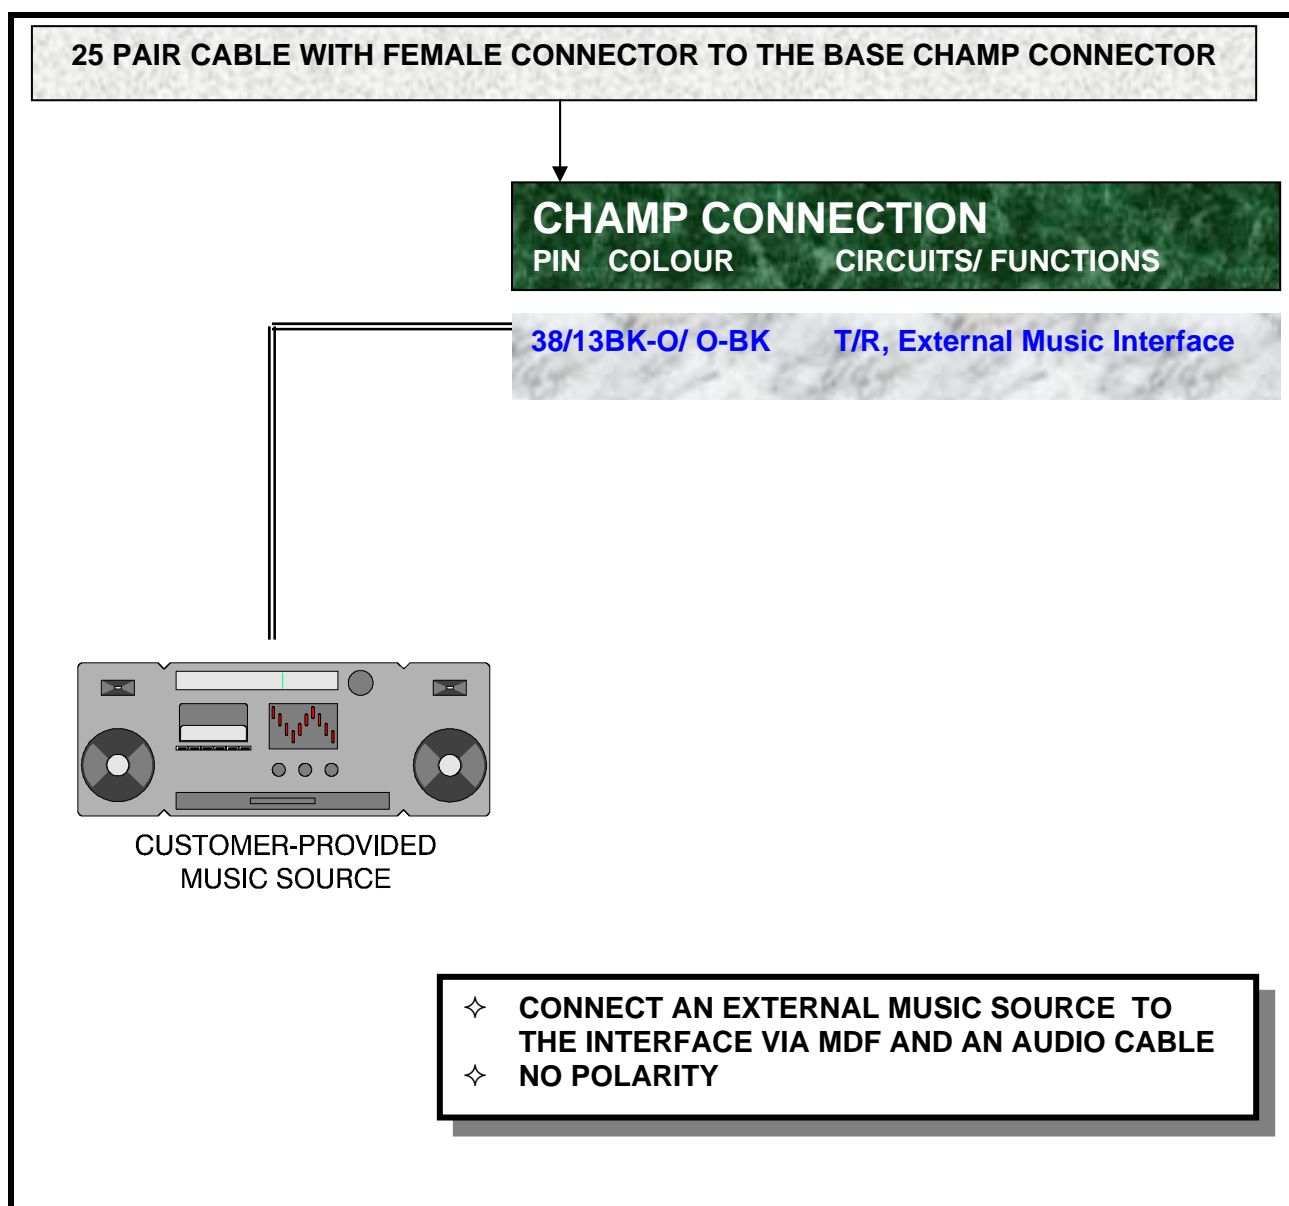 25 PAIR CABLE WITH FEMALE CONNECTOR TO THE BASE CHAMP CONNECTOR
CHAMP CONNECTION
PIN COLOUR CIRCUITS/ FUNCTIONS
38/13BK-O/ O-BK T/R, External Music Interface
CUSTOMER-PROVIDED
MUSIC SOURCE
✧ CONNECT AN EXTERNAL MUSIC SOURCE TO
THE INTERFACE VIA MDF AND AN AUDIO CABLE
✧ NO POLARITY